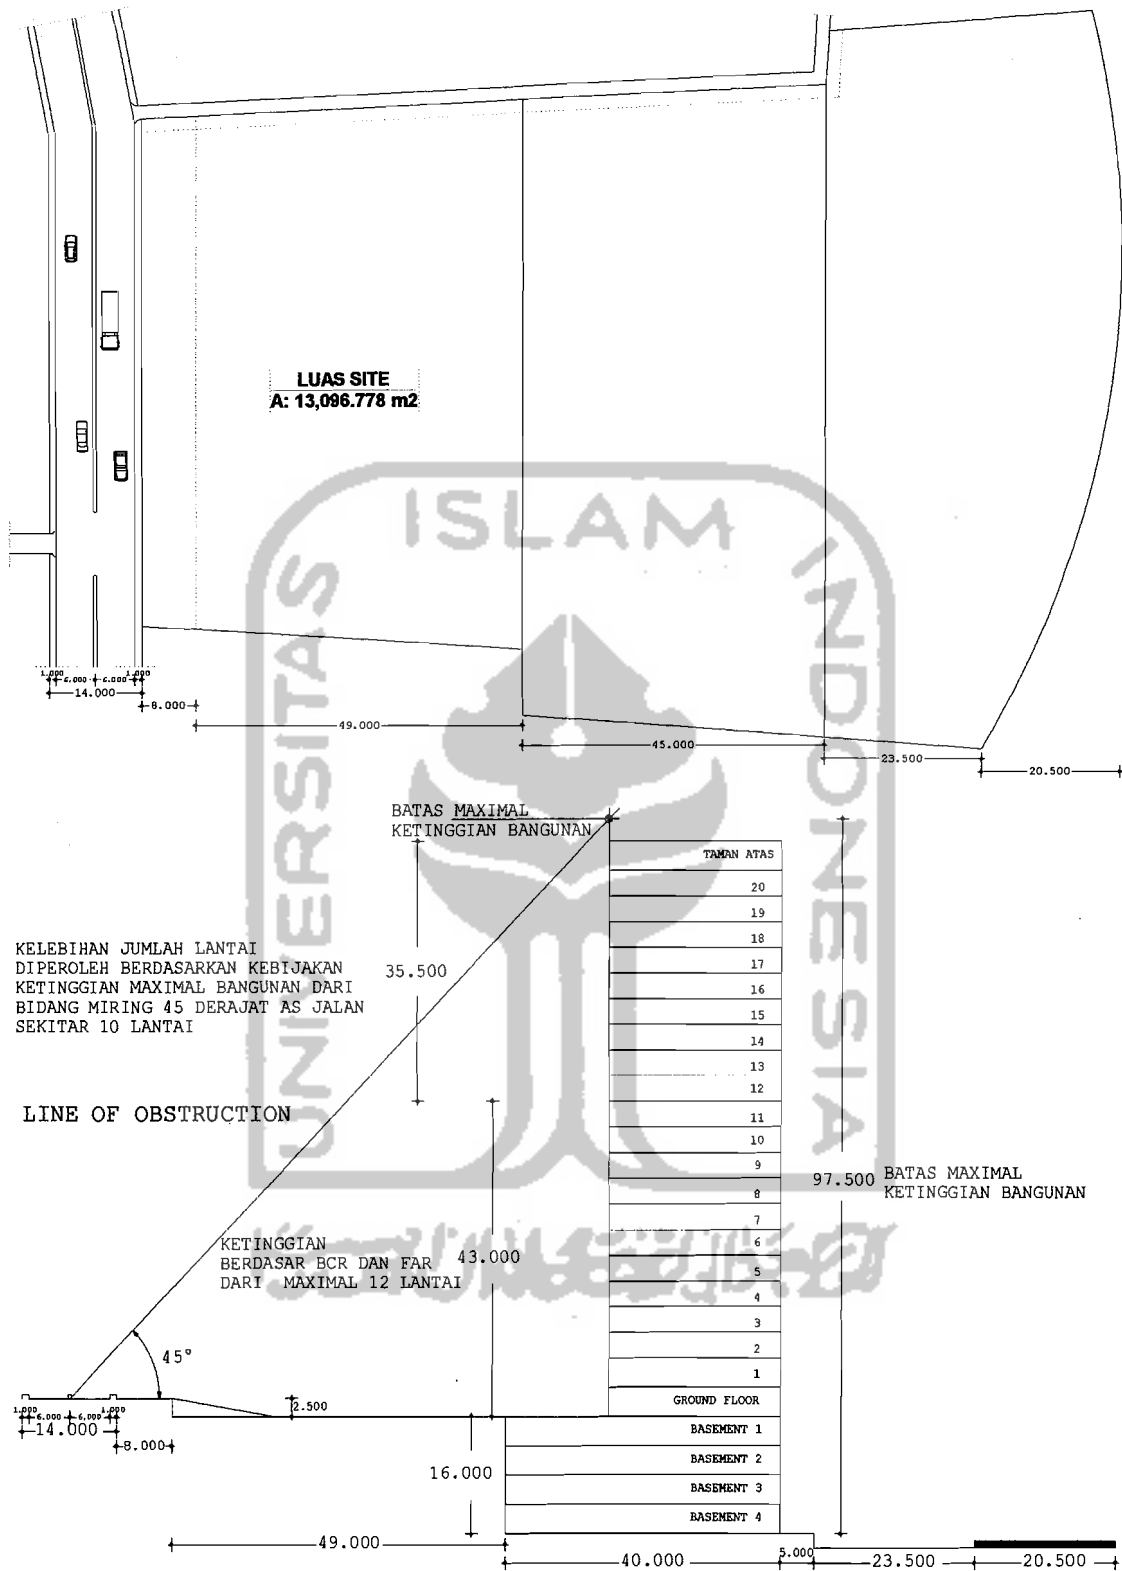 LUAS SITE
A: 13,096.778 m2
UNIVERSITAS ISLAM INDONESIA
1.000 6.000 6.000 1.000
14.000
8.000
49.000
45.000
23.500
20.500
BATAS MAXIMAL
KETINGGIAN BANGUNAN
TAMAN ATAS
20
19
18
17
16
15
14
13
12
11
10
9
8
7
6
5
4
3
2
1
GROUND FLOOR
BASEMENT 1
BASEMENT 2
BASEMENT 3
BASEMENT 4
KELEBIHAN JUMLAH LANTAI
DIPEROLEH BERDASARKAN KEBIJAKAN
KETINGGIAN MAXIMAL BANGUNAN DARI
BIDANG MIRING 45 DERAJAT AS JALAN
SEKITAR 10 LANTAI
35.500
LINE OF OBSTRUCTION
97.500 BATAS MAXIMAL
KETINGGIAN BANGUNAN
KETINGGIAN
BERDASAR BCR DAN FAR
DARI MAXIMAL 12 LANTAI
43.000
45°
2.500
1.000 6.000 6.000 1.000
14.000
8.000
16.000
49.000
40.000
5.000
23.500
20.500